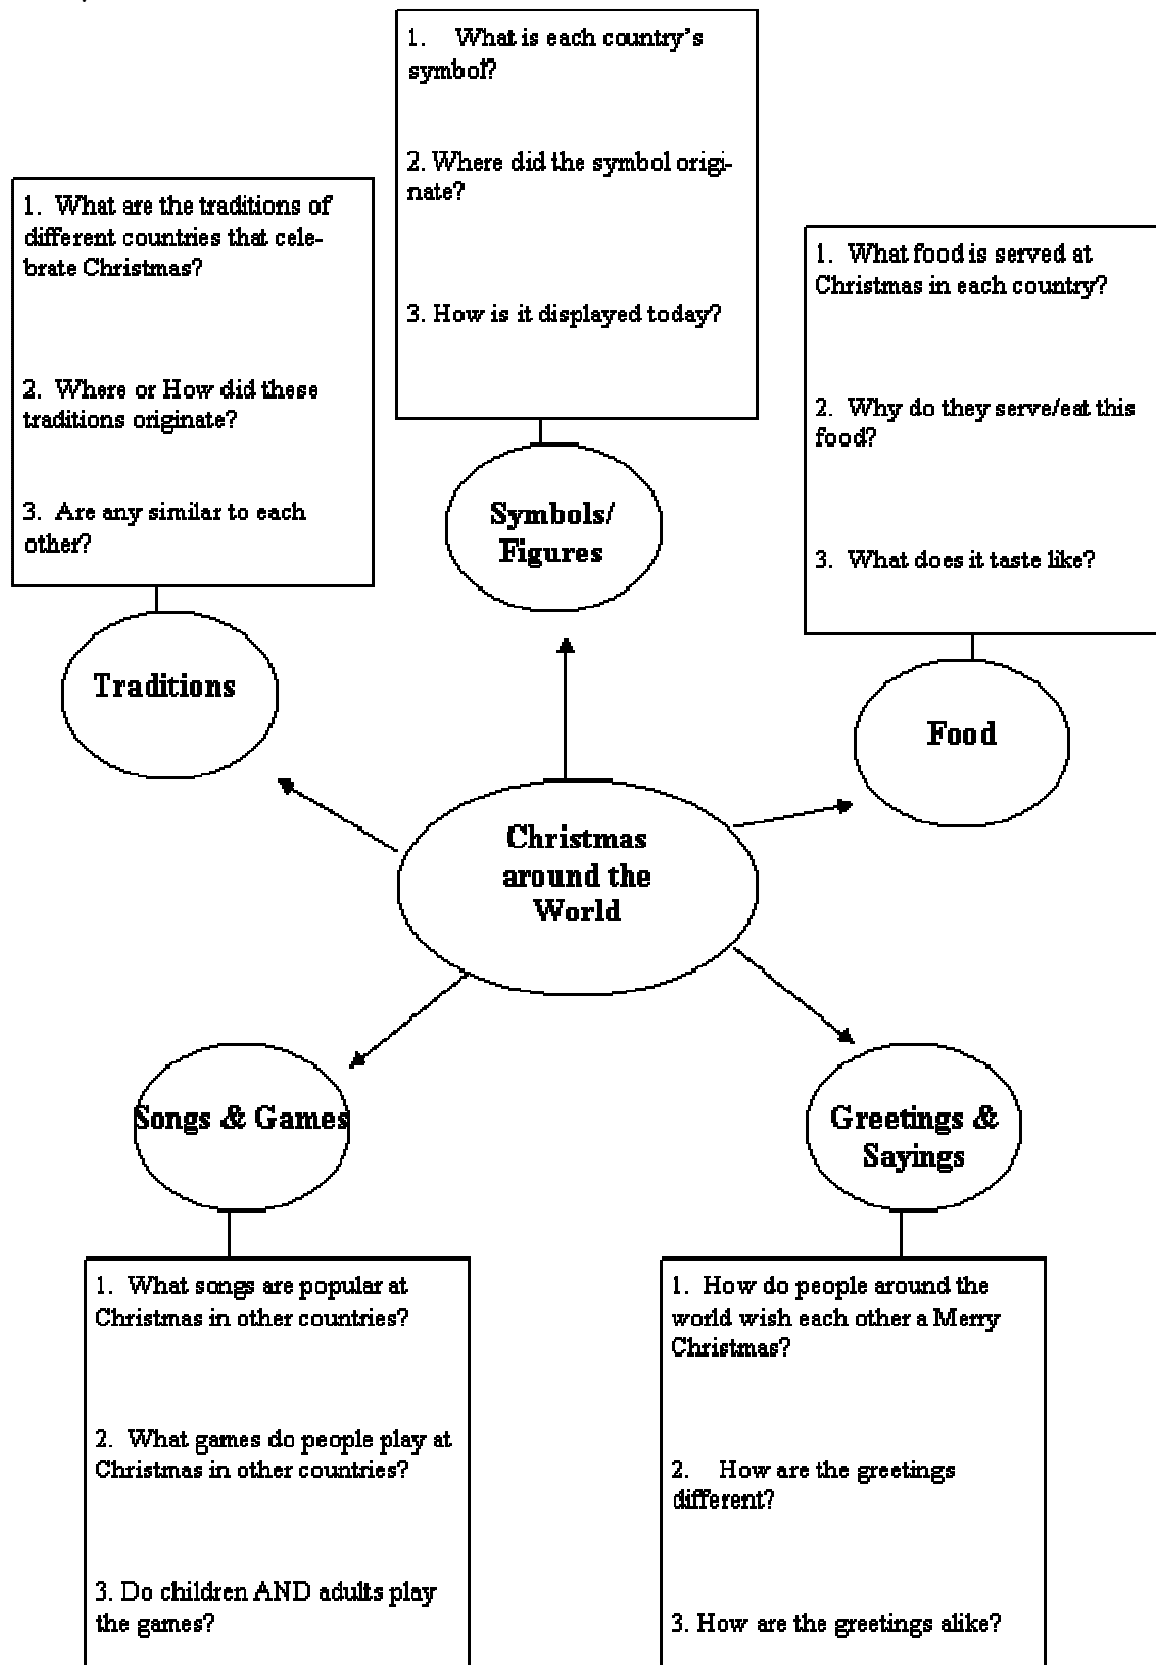 1. What is each country's
symbol?
2. Where did the symbol origi-
nate?
3. How is it displayed today?
1. What are the traditions of
different countries that cele-
brate Christmas?
2. Where or How did these
traditions originate?
3. Are any similar to each
other?
1. What food is served at
Christmas in each country?
2. Why do they serve/eat this
food?
3. What does it taste like?
Symbols/
Figures
Traditions
Food
Christmas
around the
World
Songs & Games
Greetings &
Sayings
1. What songs are popular at
Christmas in other countries?
2. What games do people play at
Christmas in other countries?
3. Do children AND adults play
the games?
1. How do people around the
world wish each other a Merry
Christmas?
2. How are the greetings
different?
3. How are the greetings alike?